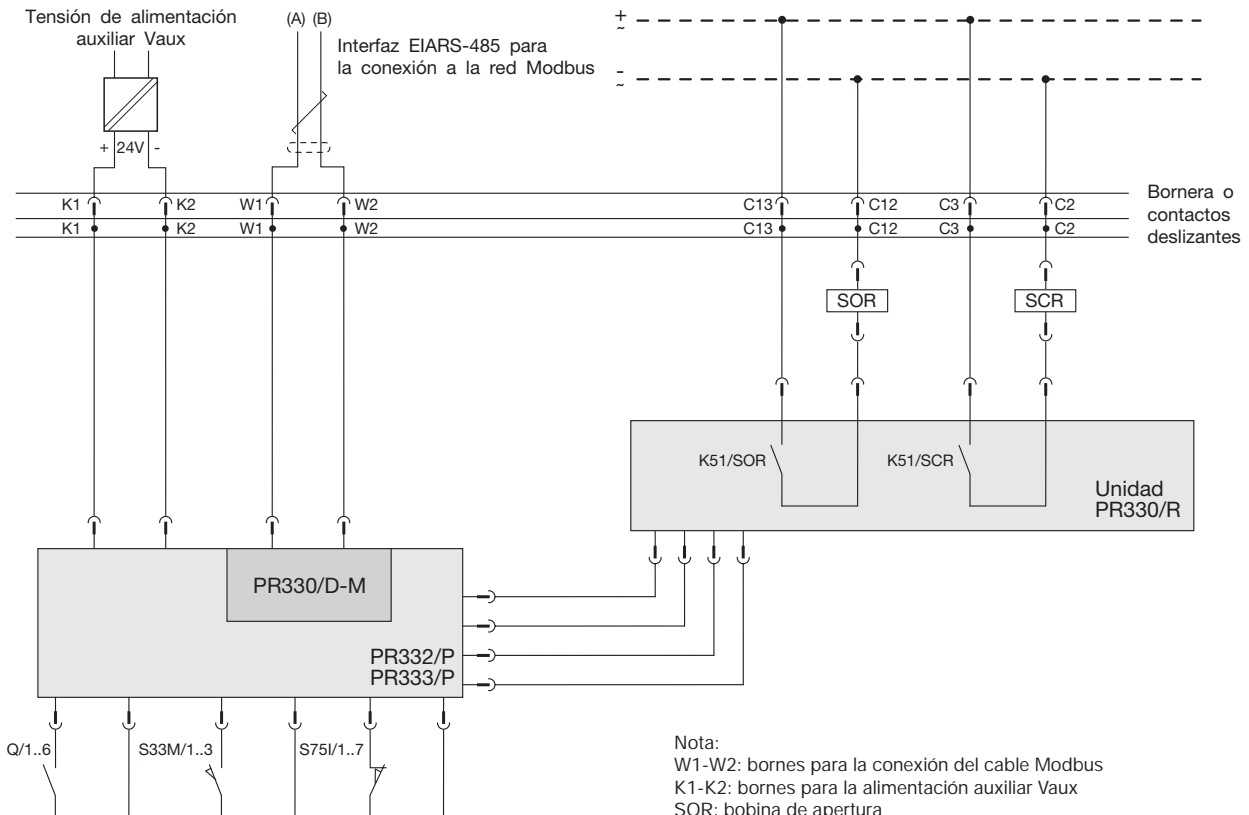 Tensión de alimentación
auxiliar Vaux
(A) (B)
Interfaz EIARS-485 para
la conexión a la red Modbus
+
~
-
~
+ 24V -
K1 K2 W1 W2 C13 C12 C3 C2
K1 K2 W1 W2 C13 C12 C3 C2
Bornera o
contactos
deslizantes
SOR SCR
K51/SOR K51/SCR
Unidad
PR330/R
PR330/D-M
PR332/P
PR333/P
Q/1..6 S33M/1..3 S75I/1..7
Nota:
W1-W2: bornes para la conexión del cable Modbus
K1-K2: bornes para la alimentación auxiliar Vaux
SOR: bobina de apertura